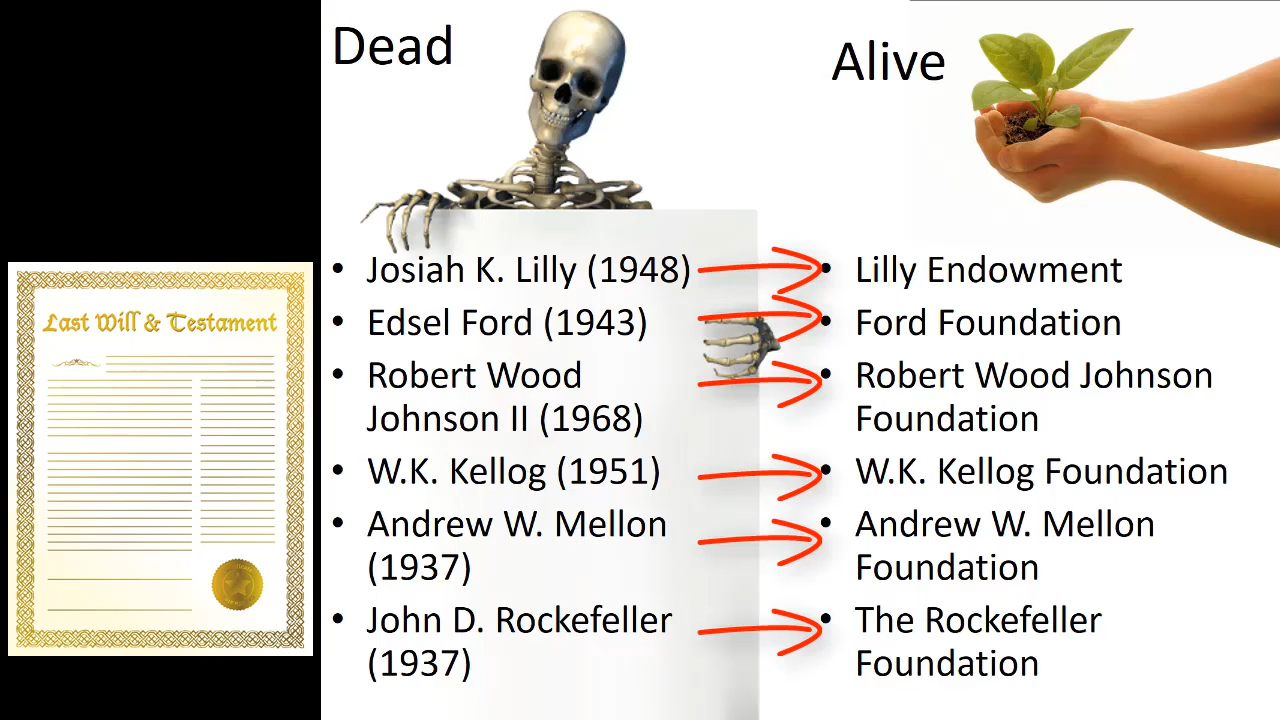 Dead
Alive
Last Will & Testament
• Josiah K. Lilly (1948)
• Edsel Ford (1943)
• Robert Wood
Johnson II (1968)
• W.K. Kellog (1951)
• Andrew W. Mellon
(1937)
• John D. Rockefeller
(1937)
• Lilly Endowment
• Ford Foundation
• Robert Wood Johnson
Foundation
• W.K. Kellog Foundation
• Andrew W. Mellon
Foundation
• The Rockefeller
Foundation